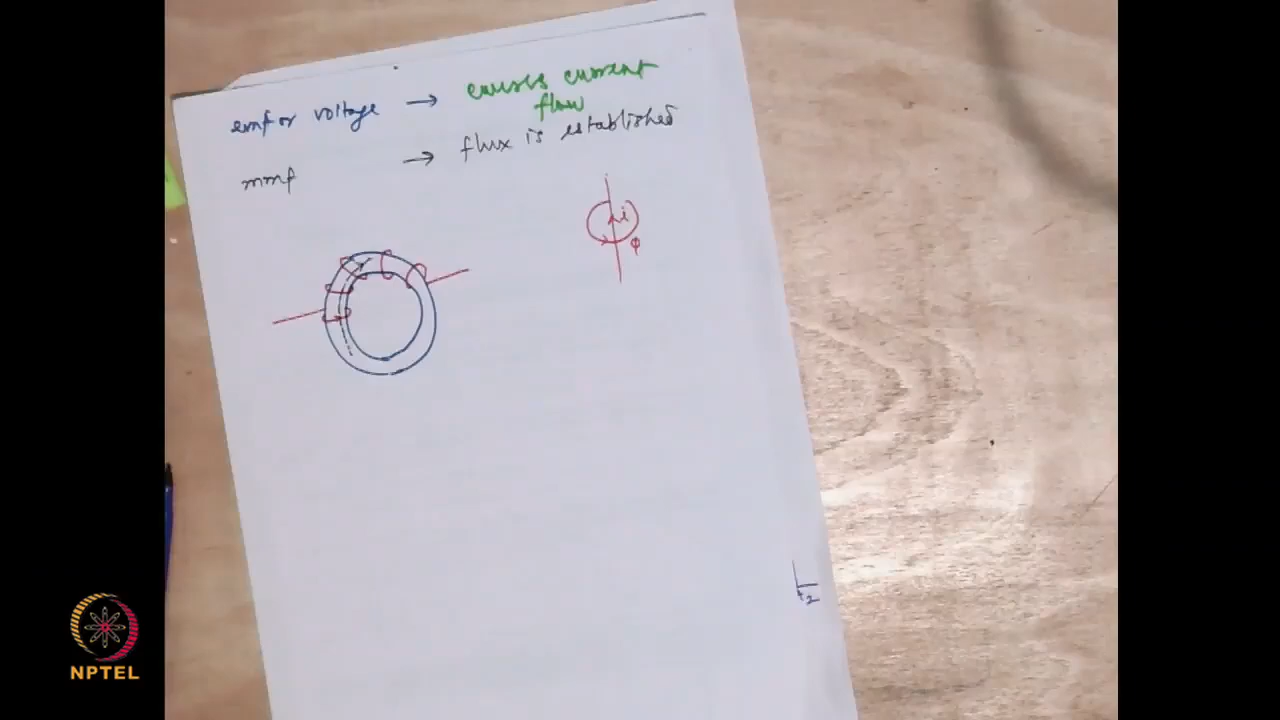 emf or voltage → causes current
flow
mmf → flux is established
i
φ
NPTEL